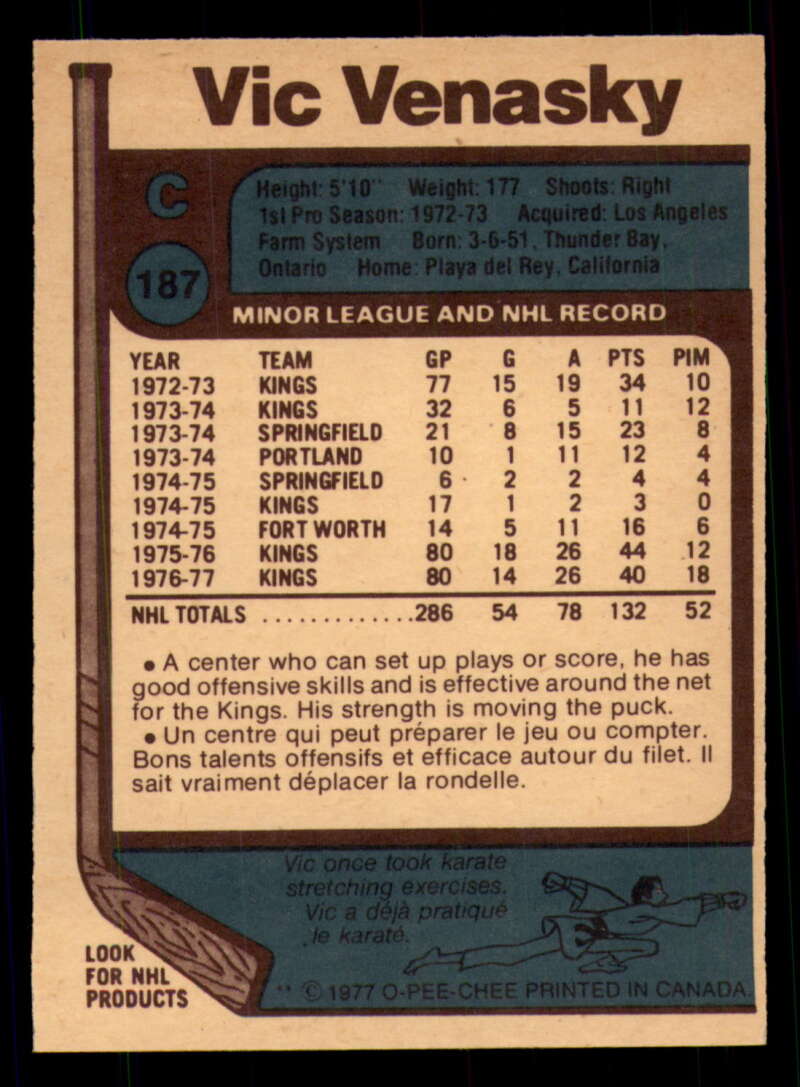 Vic Venasky
C
187
Height: 5'10" Weight: 177 Shoots: Right
1st Pro Season: 1972-73 Acquired: Los Angeles
Farm System Born: 3-6-51, Thunder Bay,
Ontario Home: Playa del Rey, California
MINOR LEAGUE AND NHL RECORD
YEAR TEAM GP G A PTS PIM
1972-73 KINGS 77 15 19 34 10
1973-74 KINGS 32 6 5 11 12
1973-74 SPRINGFIELD 21 8 15 23 8
1973-74 PORTLAND 10 1 11 12 4
1974-75 SPRINGFIELD 6 2 2 4 4
1974-75 KINGS 17 1 2 3 0
1974-75 FORT WORTH 14 5 11 16 6
1975-76 KINGS 80 18 26 44 12
1976-77 KINGS 80 14 26 40 18
NHL TOTALS .............286 54 78 132 52
• A center who can set up plays or score, he has
good offensive skills and is effective around the net
for the Kings. His strength is moving the puck.
• Un centre qui peut préparer le jeu ou compter.
Bons talents offensifs et efficace autour du filet. Il
sait vraiment déplacer la rondelle.
Vic once took karate
stretching exercises.
Vic a déjà pratiqué
le karaté.
LOOK
FOR NHL
PRODUCTS
** © 1977 O-PEE-CHEE PRINTED IN CANADA